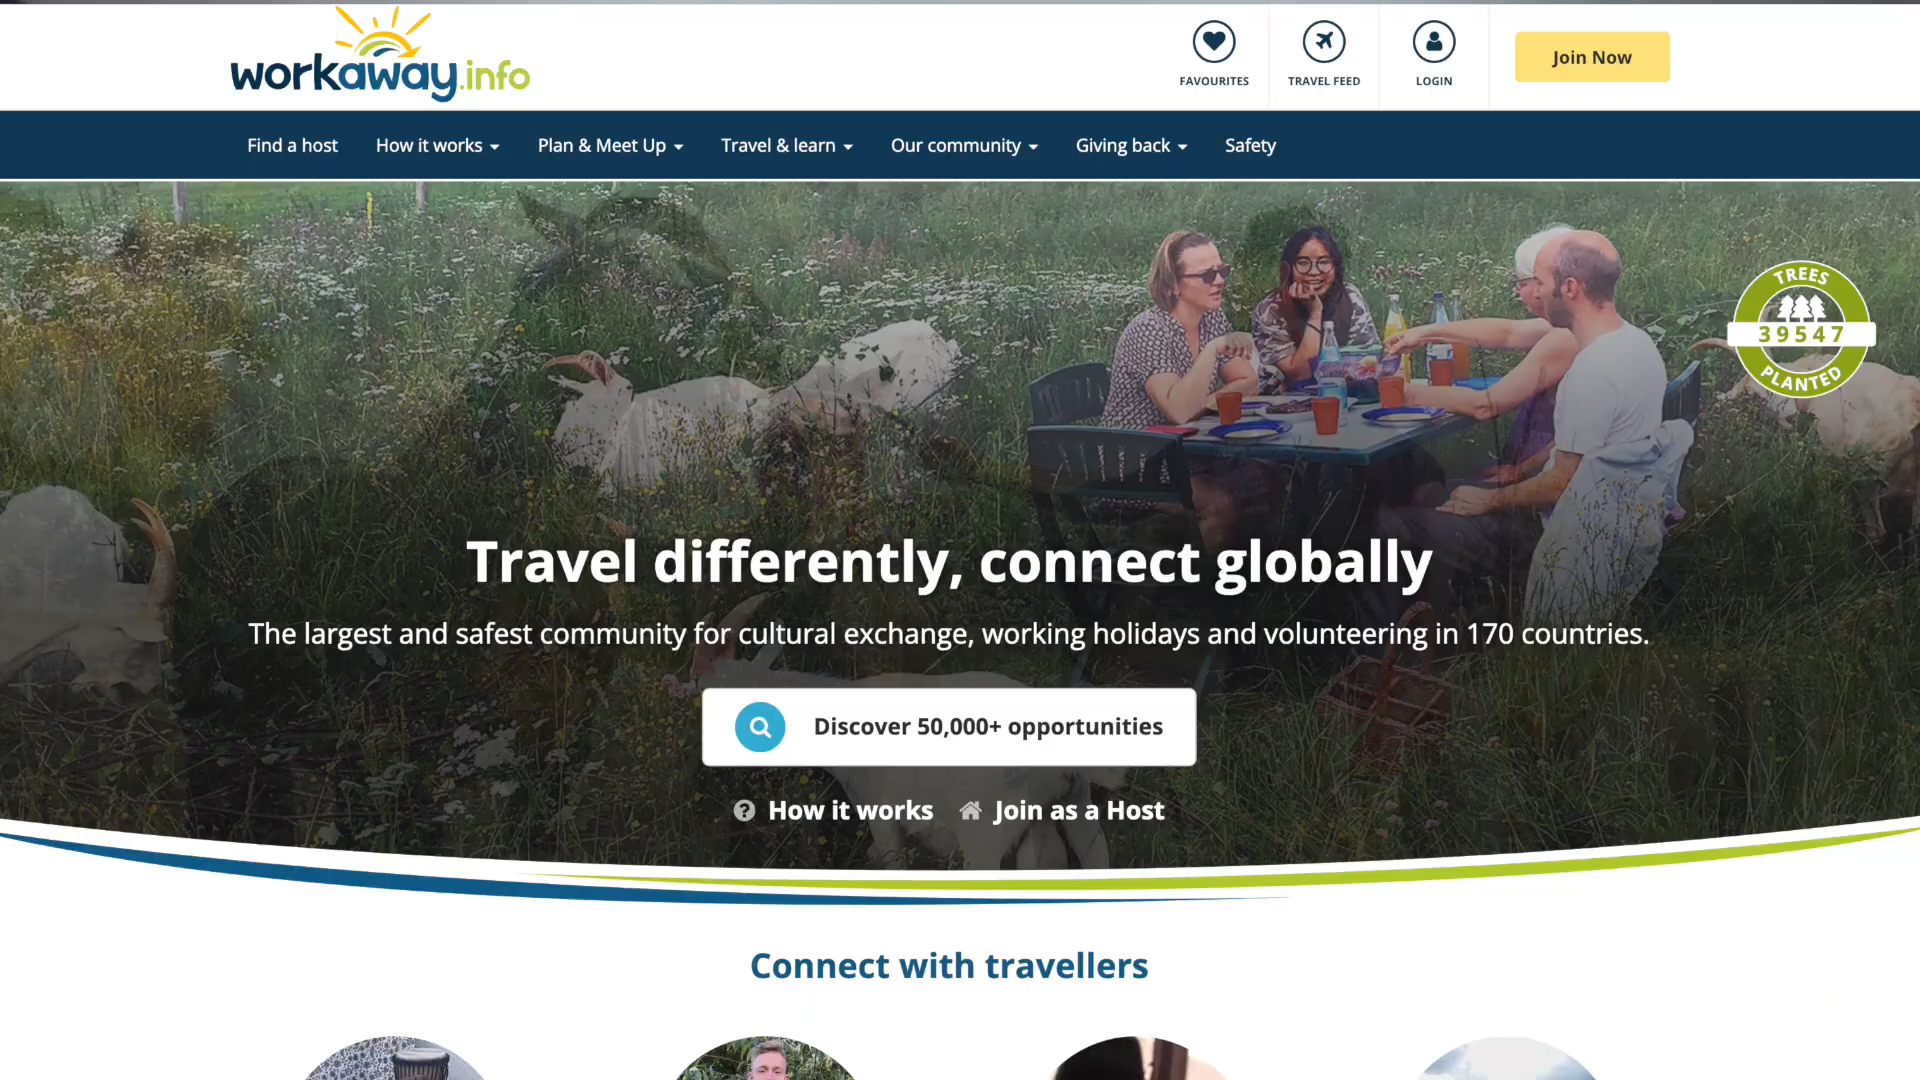 workaway.info
FAVOURITES
TRAVEL FEED
LOGIN
Join Now
Find a host
How it works
Plan & Meet Up
Travel & learn
Our community
Giving back
Safety
TREES
39547
PLANTED
Travel differently, connect globally
The largest and safest community for cultural exchange, working holidays and volunteering in 170 countries.
Discover 50,000+ opportunities
How it works
Join as a Host
Connect with travellers